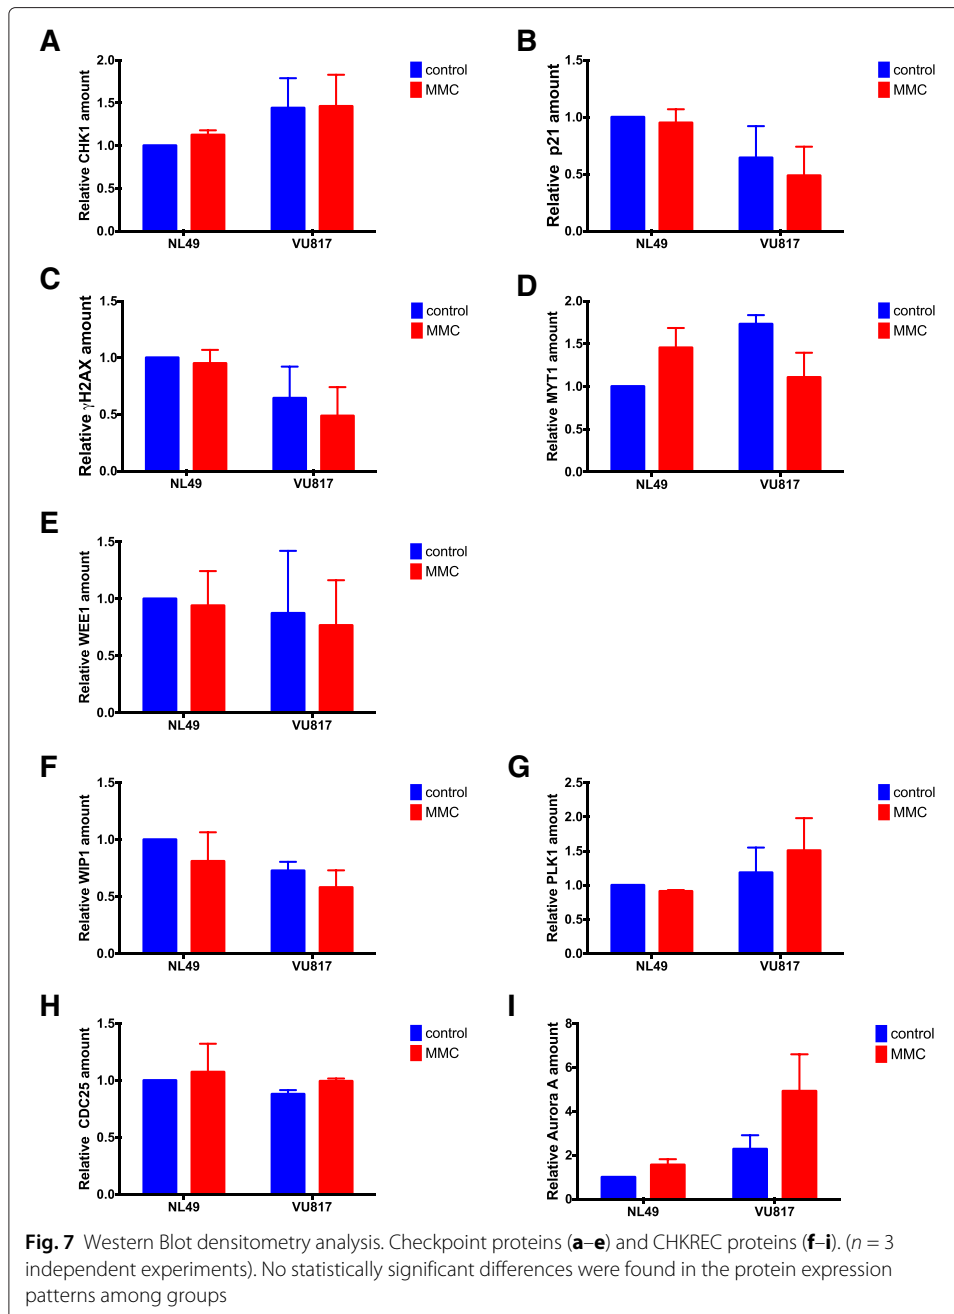 A
Relative CHK1 amount
2.0
1.5
1.0
0.5
0.0
NL49
VU817
control
MMC
B
Relative p21 amount
1.5
1.0
0.5
0.0
NL49
VU817
control
MMC
C
Relative γH2AX amount
1.5
1.0
0.5
0.0
NL49
VU817
control
MMC
D
Relative MYT1 amount
2.0
1.5
1.0
0.5
0.0
NL49
VU817
control
MMC
E
Relative WEE1 amount
1.5
1.0
0.5
0.0
NL49
VU817
control
MMC
F
Relative WIP1 amount
1.5
1.0
0.5
0.0
NL49
VU817
control
MMC
G
Relative PLK1 amount
2.5
2.0
1.5
1.0
0.5
0.0
NL49
VU817
control
MMC
H
Relative CDC25 amount
1.5
1.0
0.5
0.0
NL49
VU817
control
MMC
I
Relative Aurora A amount
8
6
4
2
0
NL49
VU817
control
MMC
Fig. 7 Western Blot densitometry analysis. Checkpoint proteins (a–e) and CHKREC proteins (f–i). (n = 3
independent experiments). No statistically significant differences were found in the protein expression
patterns among groups